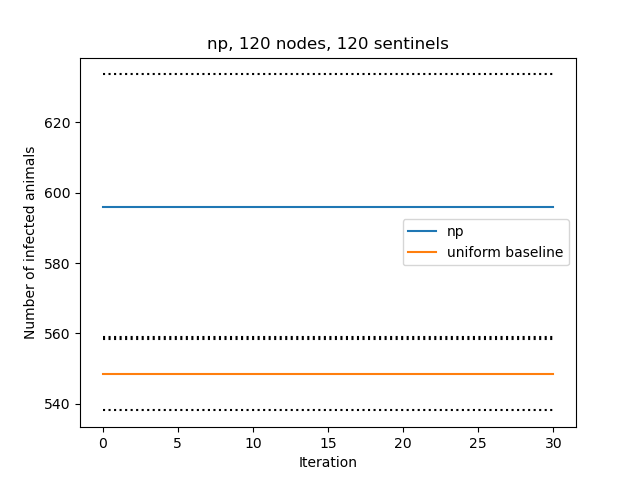 np, 120 nodes, 120 sentinels
Number of infected animals
620
600
580
560
540
np
uniform baseline
0 5 10 15 20 25 30
Iteration